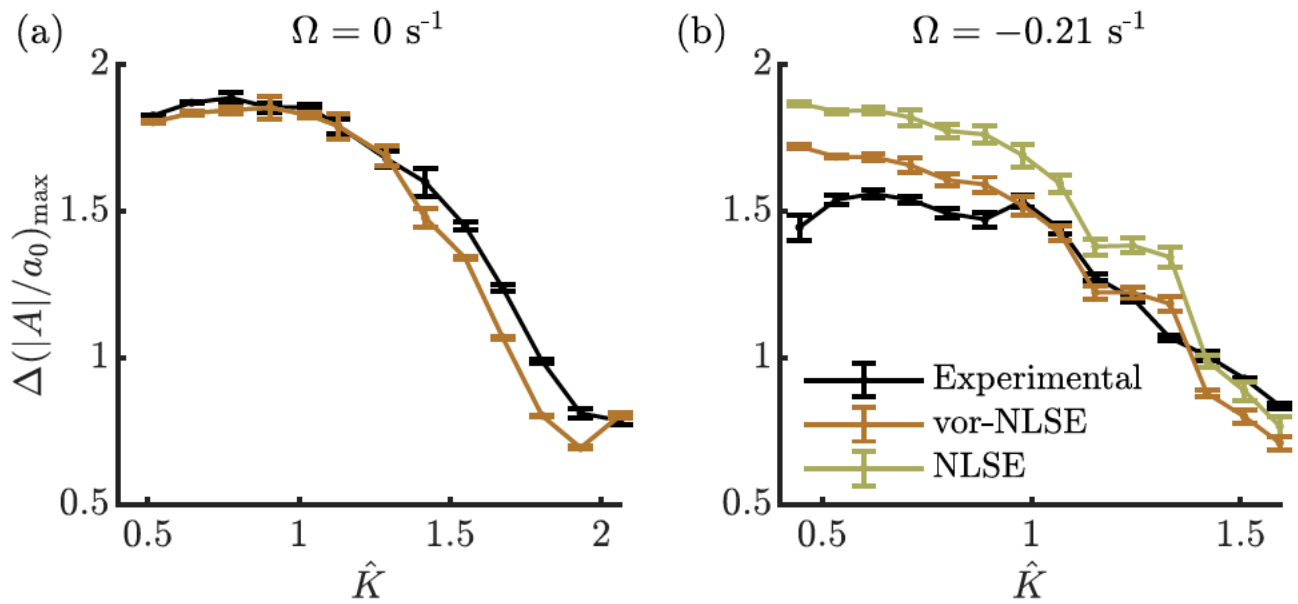 (a)
Ω = 0 s⁻¹
2
1.5
1
0.5
0.5
1
1.5
2
Δ(|A|/a₀)max
K̂
(b)
Ω = −0.21 s⁻¹
2
1.5
1
0.5
0.5
1
1.5
K̂
Experimental
vor-NLSE
NLSE